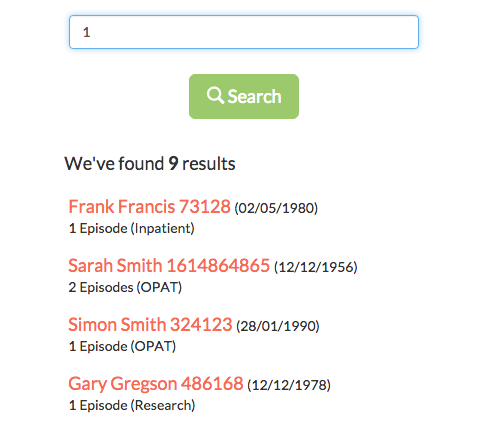 1
Search
We've found 9 results
Frank Francis 73128 (02/05/1980)
1 Episode (Inpatient)
Sarah Smith 1614864865 (12/12/1956)
2 Episodes (OPAT)
Simon Smith 324123 (28/01/1990)
1 Episode (OPAT)
Gary Gregson 486168 (12/12/1978)
1 Episode (Research)